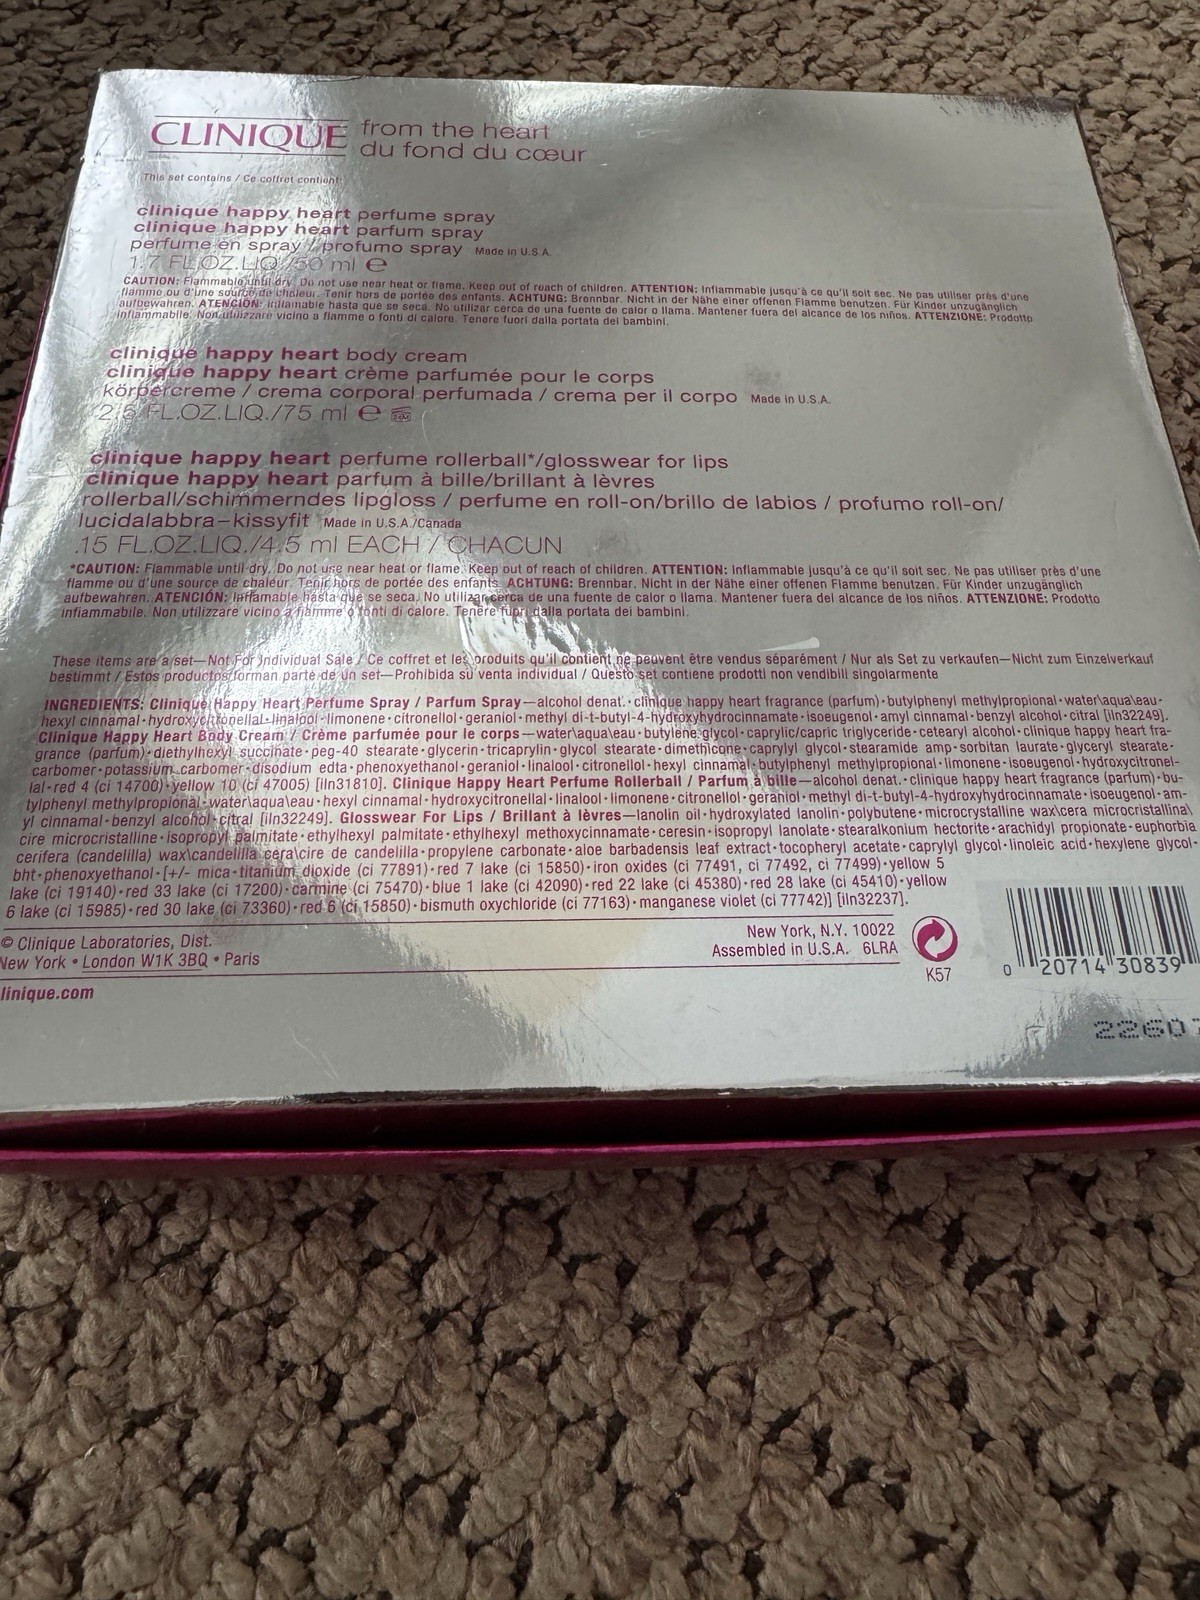 CLINIQUE from the heart
du fond du cœur
This set contains / Ce coffret contient:
clinique happy heart perfume spray
clinique happy heart parfum spray
perfume en spray / profumo spray Made in U.S.A.
1.7 FL.OZ.LIQ./50 ml ℮
CAUTION: Flammable until dry. Do not use near heat or flame. Keep out of reach of children. ATTENTION: Inflammable jusqu'à ce qu'il soit sec. Ne pas utiliser près d'une
flamme ou d'une source de chaleur. Tenir hors de portée des enfants. ACHTUNG: Brennbar. Nicht in der Nähe einer offenen Flamme benutzen. Für Kinder unzugänglich
aufbewahren. ATENCIÓN: Inflamable hasta que se seca. No utilizar cerca de una fuente de calor o llama. Mantener fuera del alcance de los niños. ATTENZIONE: Prodotto
infiammabile. Non utilizzare vicino a fiamme o fonti di calore. Tenere fuori dalla portata dei bambini.
clinique happy heart body cream
clinique happy heart crème parfumée pour le corps
körpercreme / crema corporal perfumada / crema per il corpo Made in U.S.A.
2.5 FL.OZ.LIQ./75 ml ℮ 24M
clinique happy heart perfume rollerball*/glosswear for lips
clinique happy heart parfum à bille/brillant à lèvres
rollerball/schimmerndes lipgloss / perfume en roll-on/brillo de labios / profumo roll-on/
lucidalabbra–kissyfit Made in U.S.A./Canada
.15 FL.OZ.LIQ./4.5 ml EACH / CHACUN
*CAUTION: Flammable until dry. Do not use near heat or flame. Keep out of reach of children. ATTENTION: Inflammable jusqu'à ce qu'il soit sec. Ne pas utiliser près d'une
flamme ou d'une source de chaleur. Tenir hors de portée des enfants. ACHTUNG: Brennbar. Nicht in der Nähe einer offenen Flamme benutzen. Für Kinder unzugänglich
aufbewahren. ATENCIÓN: Inflamable hasta que se seca. No utilizar cerca de una fuente de calor o llama. Mantener fuera del alcance de los niños. ATTENZIONE: Prodotto
infiammabile. Non utilizzare vicino a fiamme o fonti di calore. Tenere fuori dalla portata dei bambini.
These items are a set—Not For Individual Sale / Ce coffret et les produits qu'il contient ne peuvent être vendus séparément / Nur als Set zu verkaufen—Nicht zum Einzelverkauf
bestimmt / Estos productos forman parte de un set—Prohibida su venta individual / Questo set contiene prodotti non vendibili singolarmente
INGREDIENTS: Clinique Happy Heart Perfume Spray / Parfum Spray—alcohol denat.•clinique happy heart fragrance (parfum)•butylphenyl methylpropional•water\aqua\eau•
hexyl cinnamal•hydroxycitronellal•linalool•limonene•citronellol•geraniol•methyl di-t-butyl-4-hydroxyhydrocinnamate•isoeugenol•amyl cinnamal•benzyl alcohol•citral [iln32249].
Clinique Happy Heart Body Cream / Crème parfumée pour le corps—water\aqua\eau•butylene glycol•caprylic/capric triglyceride•cetearyl alcohol•clinique happy heart fra-
grance (parfum)•diethylhexyl succinate•peg-40 stearate•glycerin•tricaprylin•glycol stearate•dimethicone•caprylyl glycol•stearamide amp•sorbitan laurate•glyceryl stearate•
carbomer•potassium carbomer•disodium edta•phenoxyethanol•geraniol•linalool•citronellol•hexyl cinnamal•butylphenyl methylpropional•limonene•isoeugenol•hydroxycitronel-
lal•red 4 (ci 14700)•yellow 10 (ci 47005) [iln31810]. Clinique Happy Heart Perfume Rollerball / Parfum à bille—alcohol denat.•clinique happy heart fragrance (parfum)•bu-
tylphenyl methylpropional•water\aqua\eau•hexyl cinnamal•hydroxycitronellal•linalool•limonene•citronellol•geraniol•methyl di-t-butyl-4-hydroxyhydrocinnamate•isoeugenol•am-
yl cinnamal•benzyl alcohol•citral [iln32249]. Glosswear For Lips / Brillant à lèvres—lanolin oil•hydroxylated lanolin•polybutene•microcrystalline wax\cera microcristallina\
cire microcristalline•isopropyl palmitate•ethylhexyl palmitate•ethylhexyl methoxycinnamate•ceresin•isopropyl lanolate•stearalkonium hectorite•arachidyl propionate•euphorbia
cerifera (candelilla) wax\candelilla cera\cire de candelilla•propylene carbonate•aloe barbadensis leaf extract•tocopheryl acetate•caprylyl glycol•linoleic acid•hexylene glycol•
bht•phenoxyethanol•[+/- mica•titanium dioxide (ci 77891)•red 7 lake (ci 15850)•iron oxides (ci 77491, ci 77492, ci 77499)•yellow 5
lake (ci 19140)•red 33 lake (ci 17200)•carmine (ci 75470)•blue 1 lake (ci 42090)•red 22 lake (ci 45380)•red 28 lake (ci 45410)•yellow
6 lake (ci 15985)•red 30 lake (ci 73360)•red 6 (ci 15850)•bismuth oxychloride (ci 77163)•manganese violet (ci 77742)] [iln32237].
© Clinique Laboratories, Dist.
New York • London W1K 3BQ • Paris
New York, N.Y. 10022
Assembled in U.S.A. 6LRA
K57
0 20714 30839
linique.com
22607